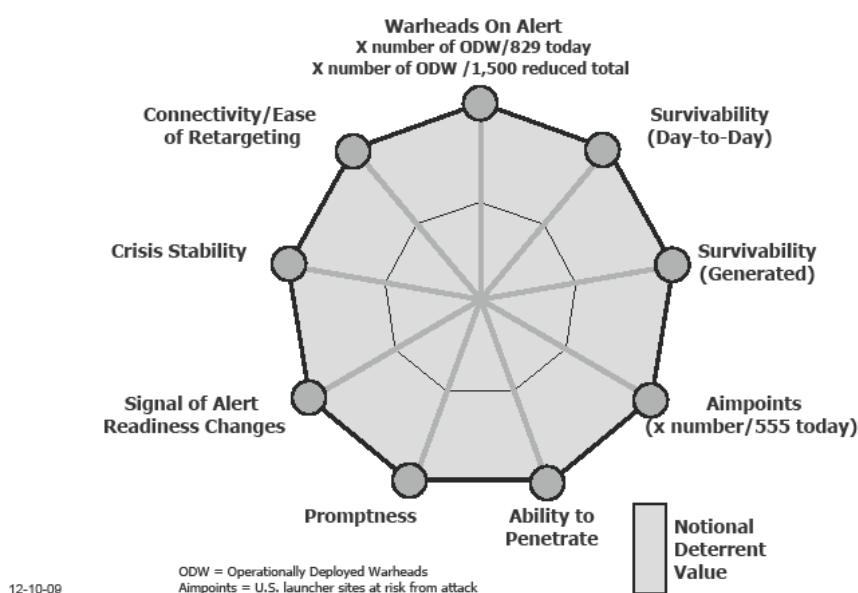 Warheads On Alert
X number of ODW/829 today
X number of ODW /1,500 reduced total
Connectivity/Ease
of Retargeting
Survivability
(Day-to-Day)
Crisis Stability
Survivability
(Generated)
Signal of Alert
Readiness Changes
Aimpoints
(x number/555 today)
Promptness
Ability to
Penetrate
Notional
Deterrent
Value
12-10-09
ODW = Operationally Deployed Warheads
Aimpoints = U.S. launcher sites at risk from attack